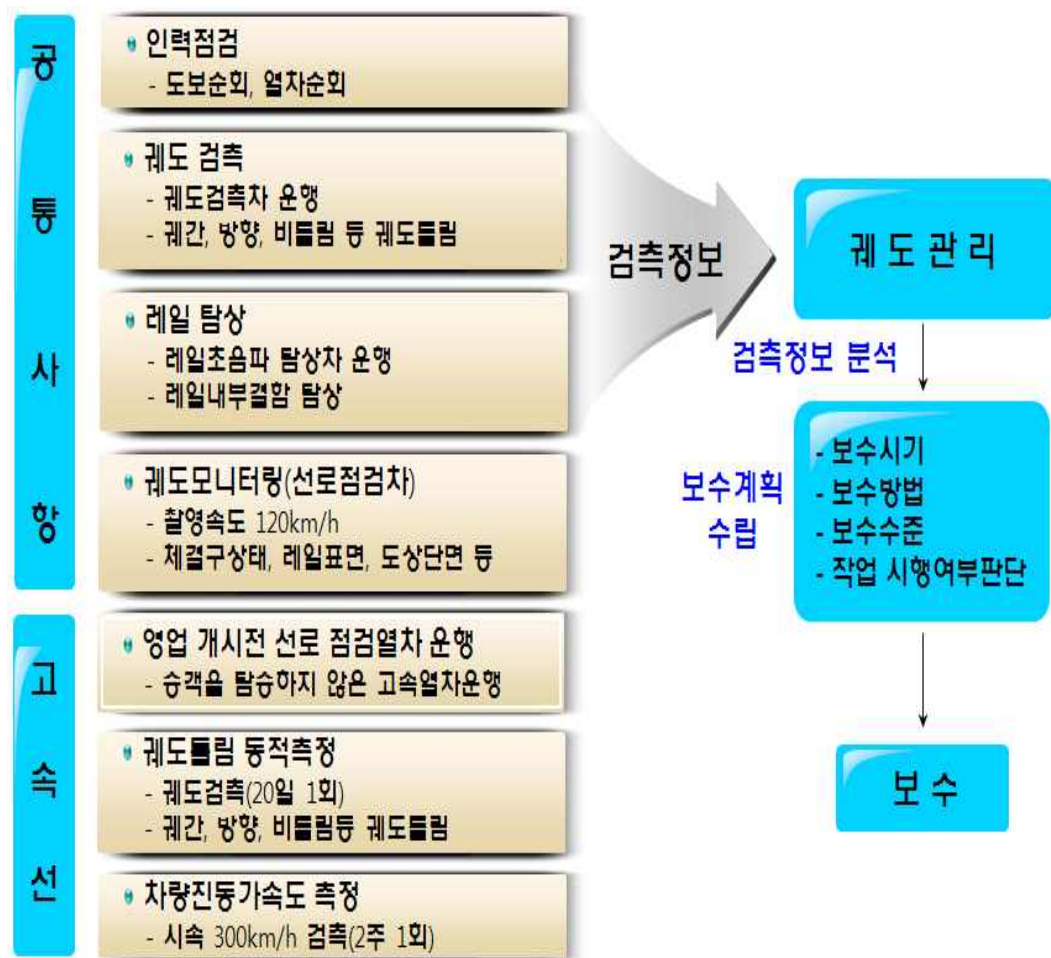 공통사항
인력점검
- 도보순회, 열차순회
궤도 검측
- 궤도검측차 운행
- 궤간, 방향, 비틀림 등 궤도틀림
레일 탐상
- 레일초음파 탐상차 운행
- 레일내부결함 탐상
궤도모니터링(선로점검차)
- 촬영속도 120km/h
- 체결구상태, 레일표면, 도상단면 등
고속선
영업 개시전 선로 점검열차 운행
- 승객을 탑승하지 않은 고속열차운행
궤도틀림 동적측정
- 궤도검측(20일 1회)
- 궤간, 방향, 비틀림등 궤도틀림
차량진동가속도 측정
- 시속 300km/h 검측(2주 1회)
검측정보
궤 도 관 리
검측정보 분석
보수계획
수립
- 보수시기
- 보수방법
- 보수수준
- 작업 시행여부판단
보 수